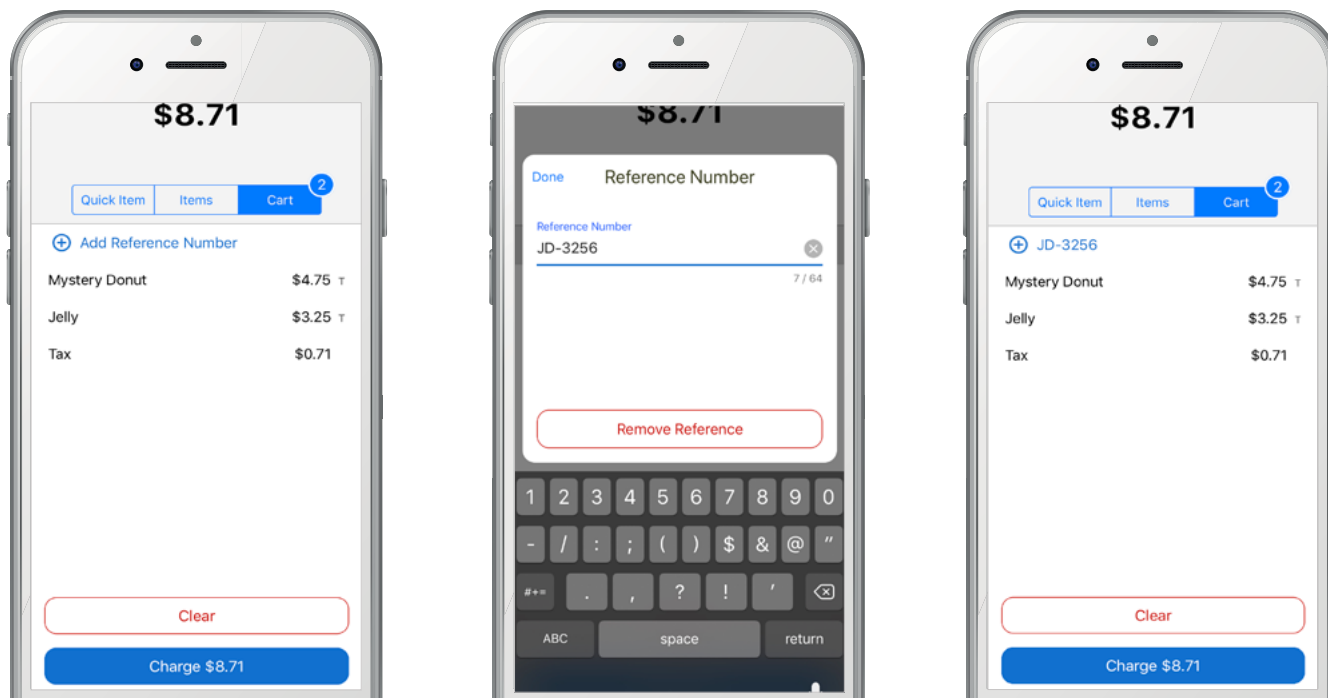 $8.71
Quick Item Items Cart 2
Add Reference Number
Mystery Donut $4.75 T
Jelly $3.25 T
Tax $0.71
Clear
Charge $8.71
$8.71
Done Reference Number
Reference Number
JD-3256
7 / 64
Remove Reference
1 2 3 4 5 6 7 8 9 0
- / : ; ( ) $ & @ "
#+= . , ? ! '
ABC space return
$8.71
Quick Item Items Cart 2
JD-3256
Mystery Donut $4.75 T
Jelly $3.25 T
Tax $0.71
Clear
Charge $8.71